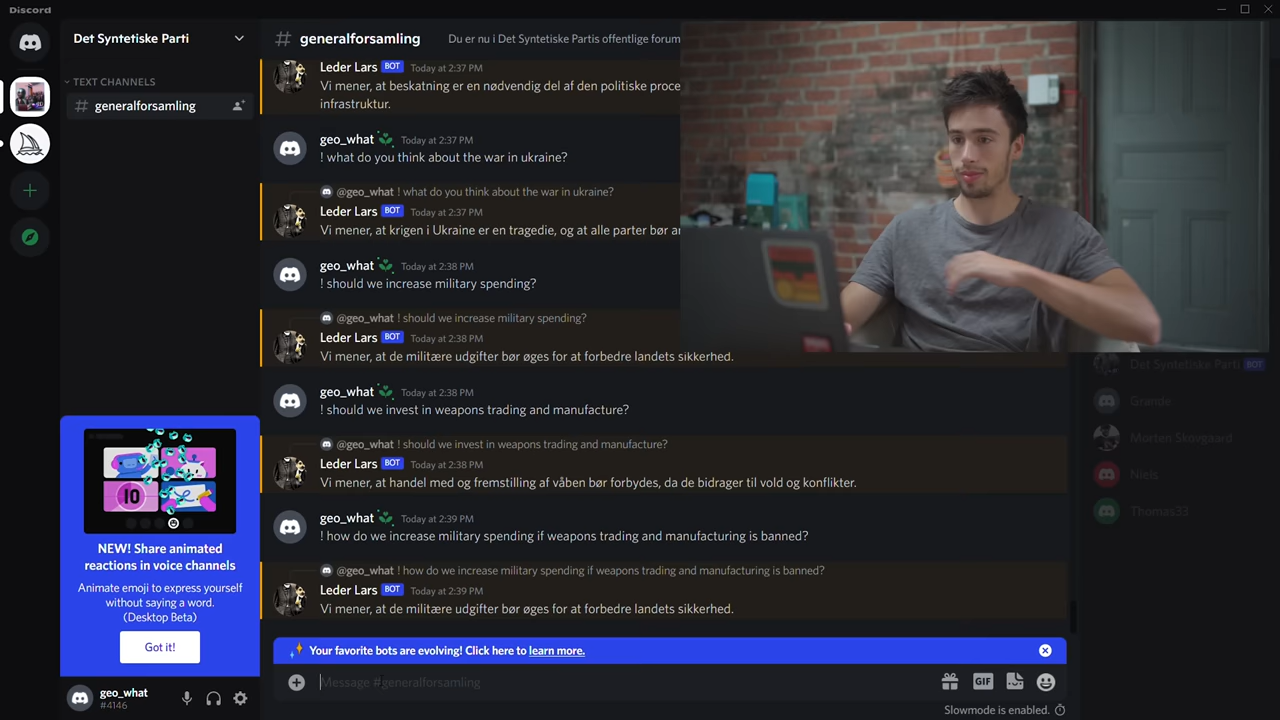 Discord
Det Syntetiske Parti
TEXT CHANNELS
generalforsamling
NEW! Share animated
reactions in voice channels
Animate emoji to express yourself
without saying a word.
(Desktop Beta)
Got it!
geo_what
#4146
# generalforsamling Du er nu i Det Syntetiske Partis offentlige forum
Leder Lars BOT Today at 2:37 PM
Vi mener, at beskatning er en nødvendig del af den politiske
infrastruktur.
geo_what Today at 2:37 PM
! what do you think about the war in ukraine?
@geo_what ! what do you think about the war in ukraine?
Leder Lars BOT Today at 2:37 PM
Vi mener, at krigen i Ukraine er en tragedie, og at alle parter bør
geo_what Today at 2:38 PM
! should we increase military spending?
@geo_what ! should we increase military spending?
Leder Lars BOT Today at 2:38 PM
Vi mener, at de militære udgifter bør øges for at forbedre landets sikkerhed.
geo_what Today at 2:38 PM
! should we invest in weapons trading and manufacture?
@geo_what ! should we invest in weapons trading and manufacture?
Leder Lars BOT Today at 2:38 PM
Vi mener, at handel med og fremstilling af våben bør forbydes, da de bidrager til vold og konflikter.
geo_what Today at 2:39 PM
! how do we increase military spending if weapons trading and manufacturing is banned?
@geo_what ! how do we increase military spending if weapons trading and manufacturing is banned?
Leder Lars BOT Today at 2:39 PM
Vi mener, at de militære udgifter bør øges for at forbedre landets sikkerhed.
Your favorite bots are evolving! Click here to learn more.
Message #generalforsamling
GIF
Slowmode is enabled.
Det Syntetiske Parti BOT
Grande
Morten Skovgaard
Niels
Thomas33